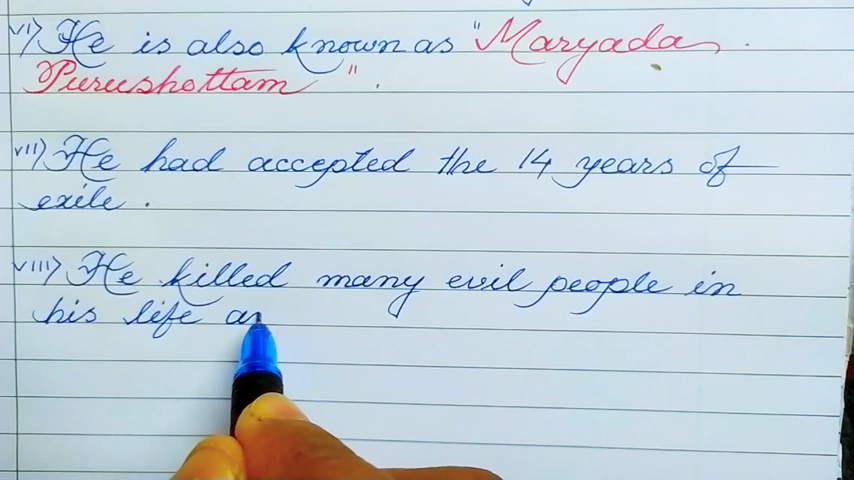 vi) He is also known as "Maryada
Purushottam".
vii) He had accepted the 14 years of
exile.
viii) He killed many evil people in
his life